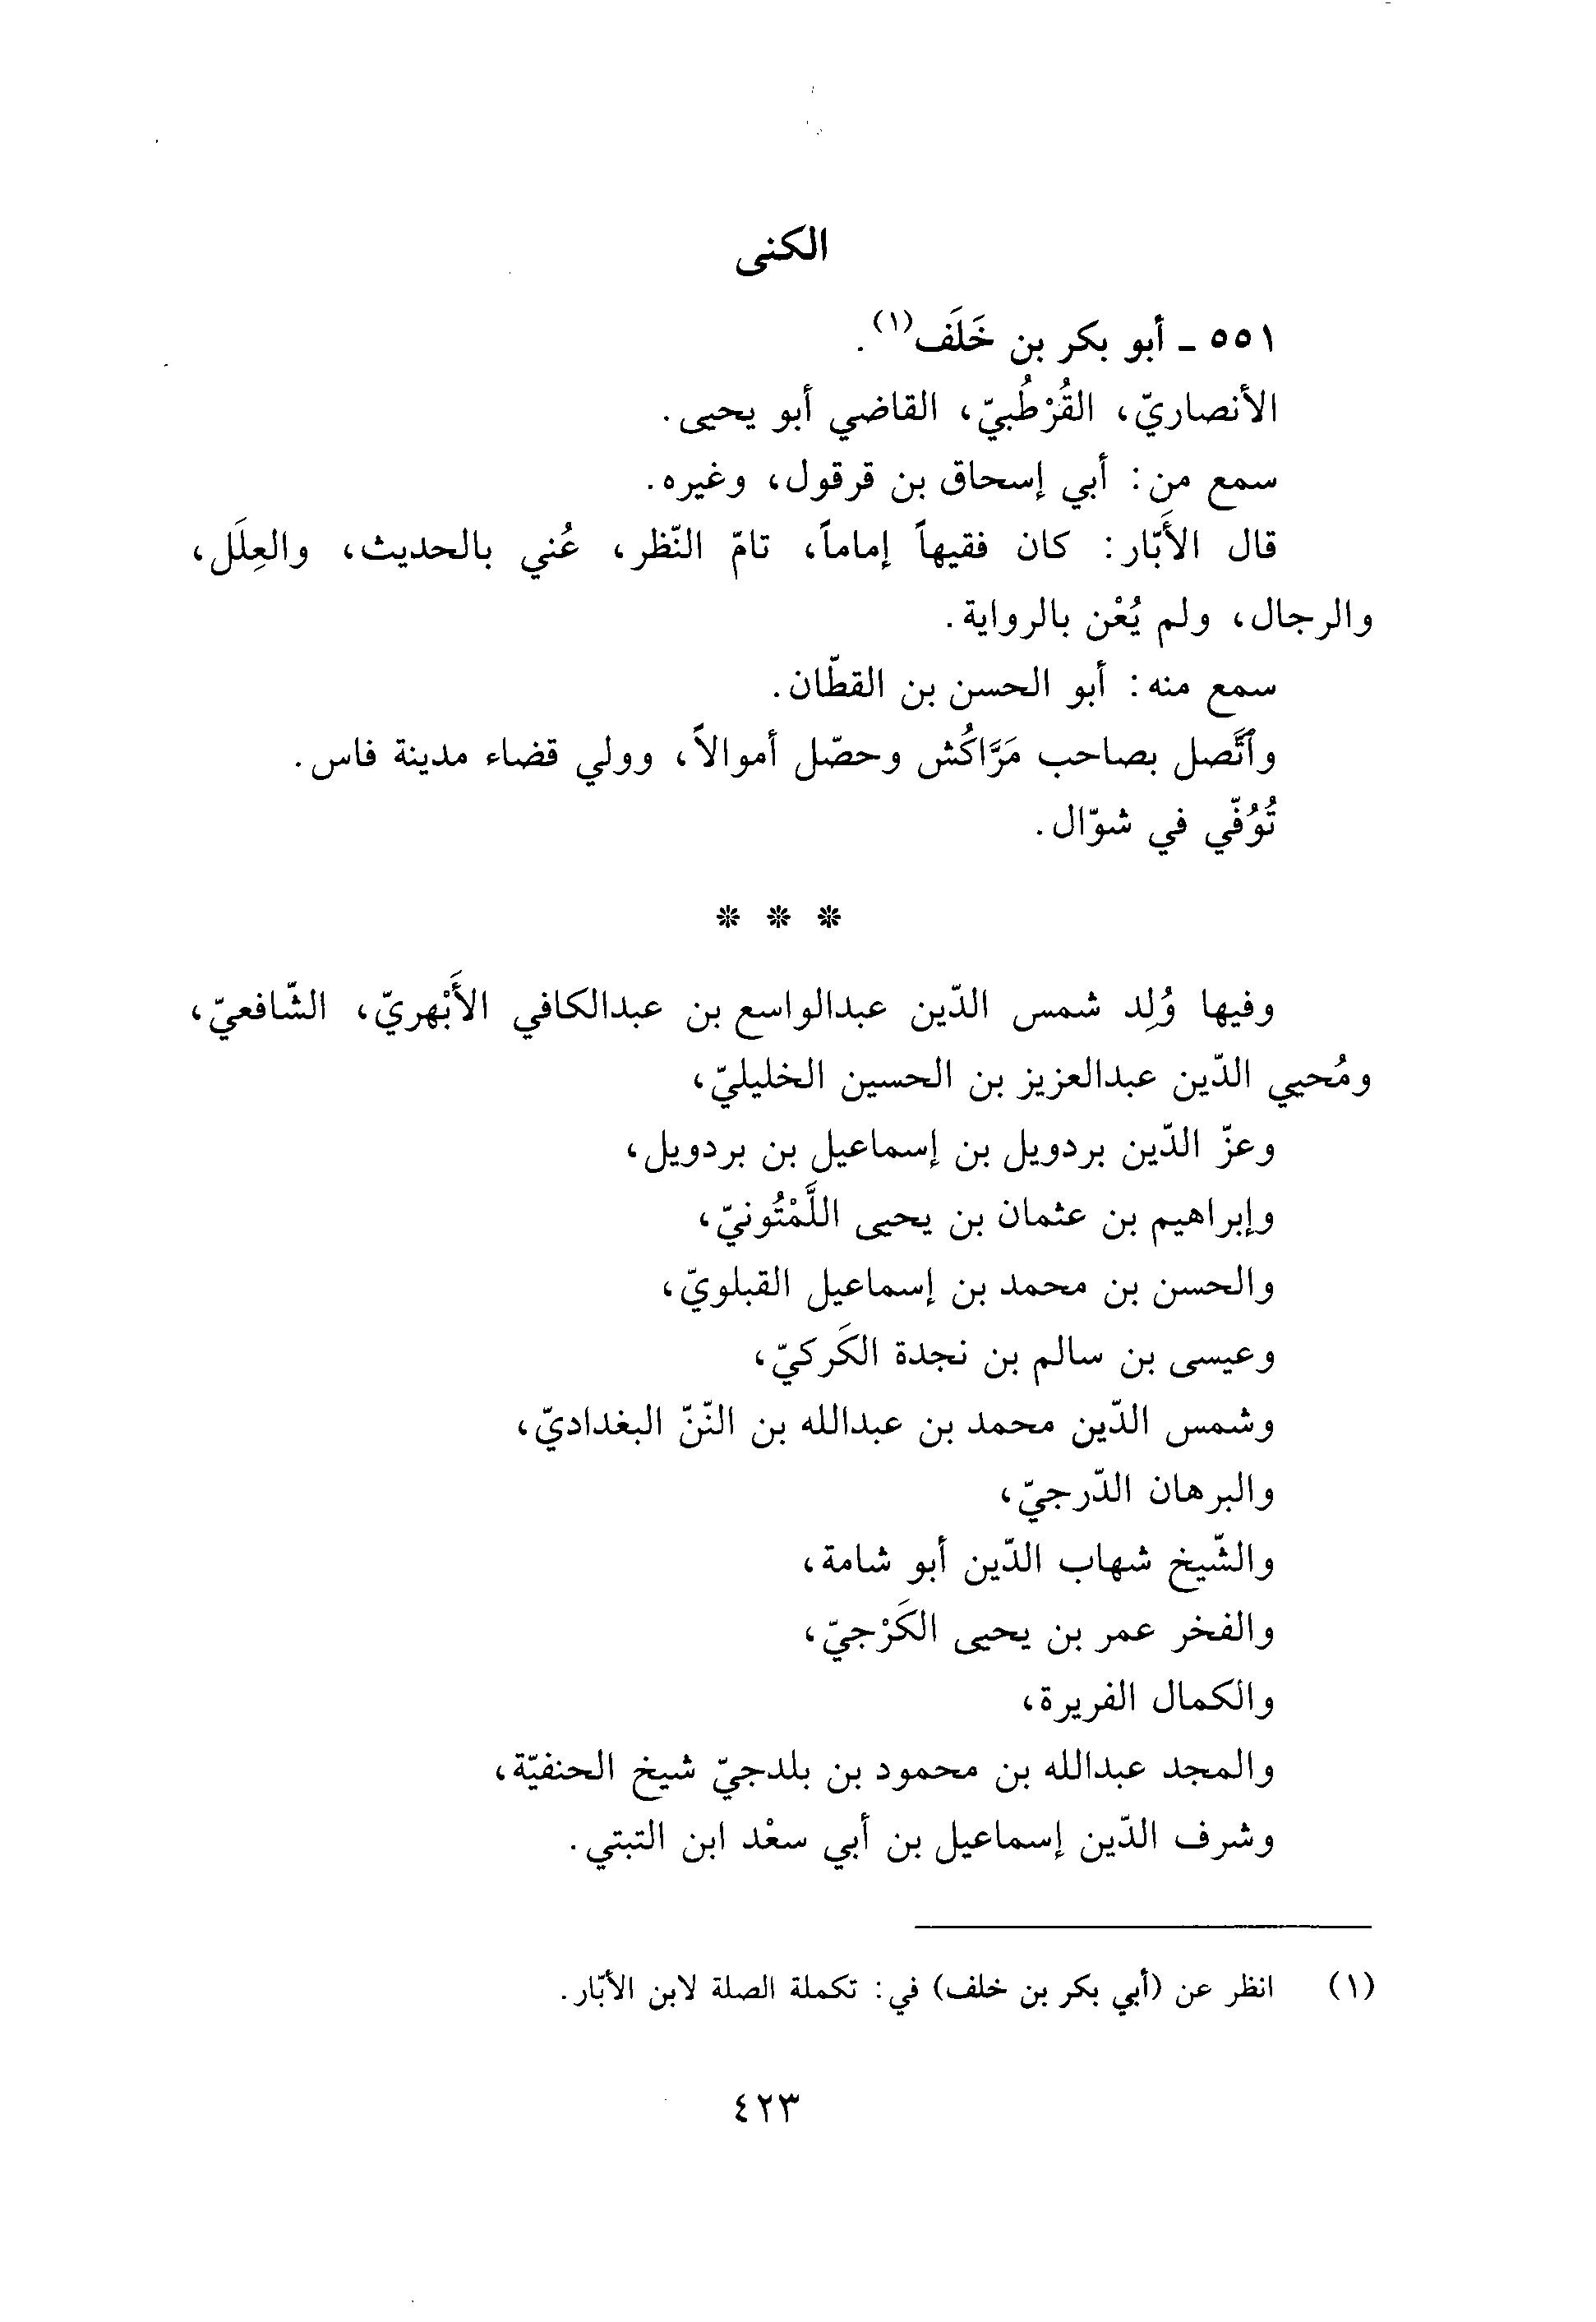 الكنى
٥٥١ - أبو بكر بن خَلَف(١).
الأنصاريّ، القُرْطُبيّ، القاضي أبو يحيى.
سمع من: أبي إسحاق بن قرقول، وغيره.
قال الأَبّار: كان فقيهاً إماماً، تامّ النّظر، عُني بالحديث، والعِلَل،
والرجال، ولم يُعْن بالرواية.
سمع منه: أبو الحسن بن القطّان.
وٱتَّصل بصاحب مَرَّاكُش وحصّل أموالاً، وولي قضاء مدينة فاس.
تُوُفّي في شوّال.
* * *
وفيها وُلِد شمس الدّين عبدالواسع بن عبدالكافي الأَبْهريّ، الشّافعيّ،
ومُحيي الدّين عبدالعزيز بن الحسين الخليليّ،
وعزّ الدّين بردويل بن إسماعيل بن بردويل،
وإبراهيم بن عثمان بن يحيى اللَّمْتُونيّ،
والحسن بن محمد بن إسماعيل القبلويّ،
وعيسى بن سالم بن نجدة الكَركيّ،
وشمس الدّين محمد بن عبدالله بن النّنّ البغداديّ،
والبرهان الدّرجيّ،
والشّيخ شهاب الدّين أبو شامة،
والفخر عمر بن يحيى الكَرْجيّ،
والكمال الفريرة،
والمجد عبدالله بن محمود بن بلدجيّ شيخ الحنفيّة،
وشرف الدّين إسماعيل بن أبي سعْد ابن التبتي.
(١) انظر عن (أبي بكر بن خلف) في: تكملة الصلة لابن الأبّار.
٤٢٣